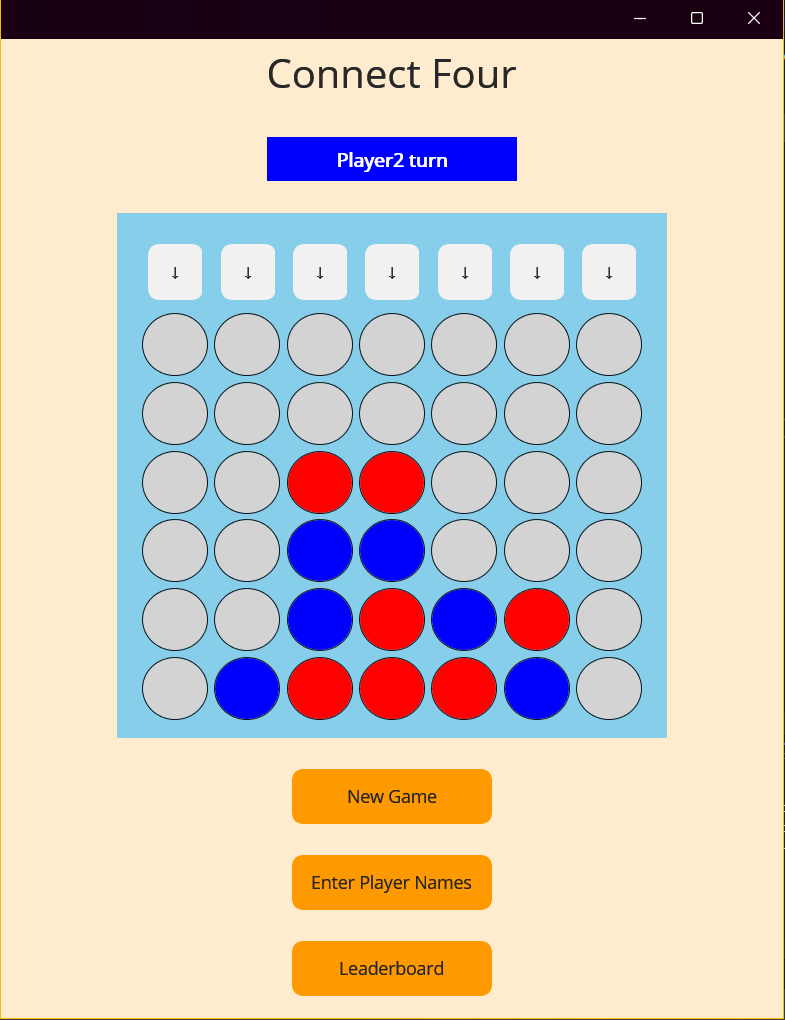 Connect Four
Player2 turn
↓ ↓ ↓ ↓ ↓ ↓ ↓
New Game
Enter Player Names
Leaderboard